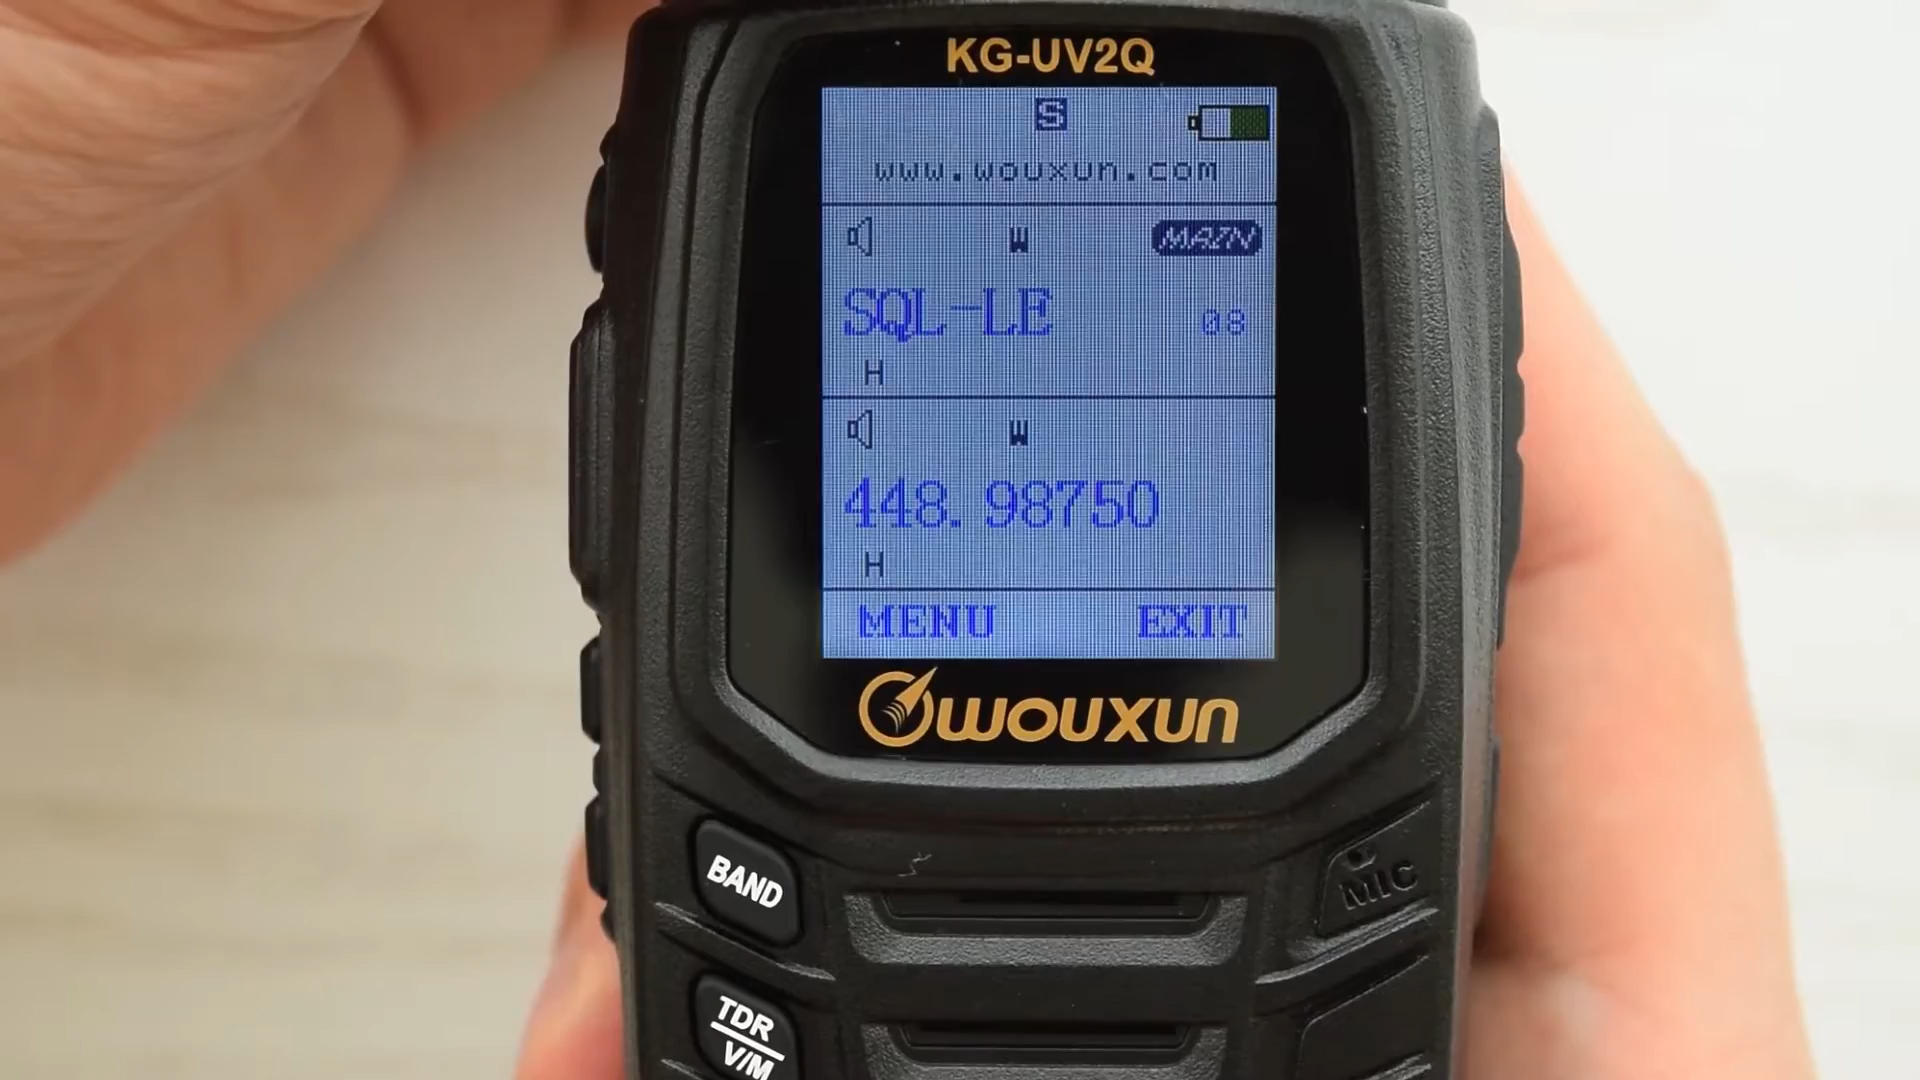 KG-UV2Q
S
www.wouxun.com
W MAIN
SQL-LE 08
H
W
448.98750
H
MENU EXIT
WOUXUN
BAND
MIC
TDR
V/M